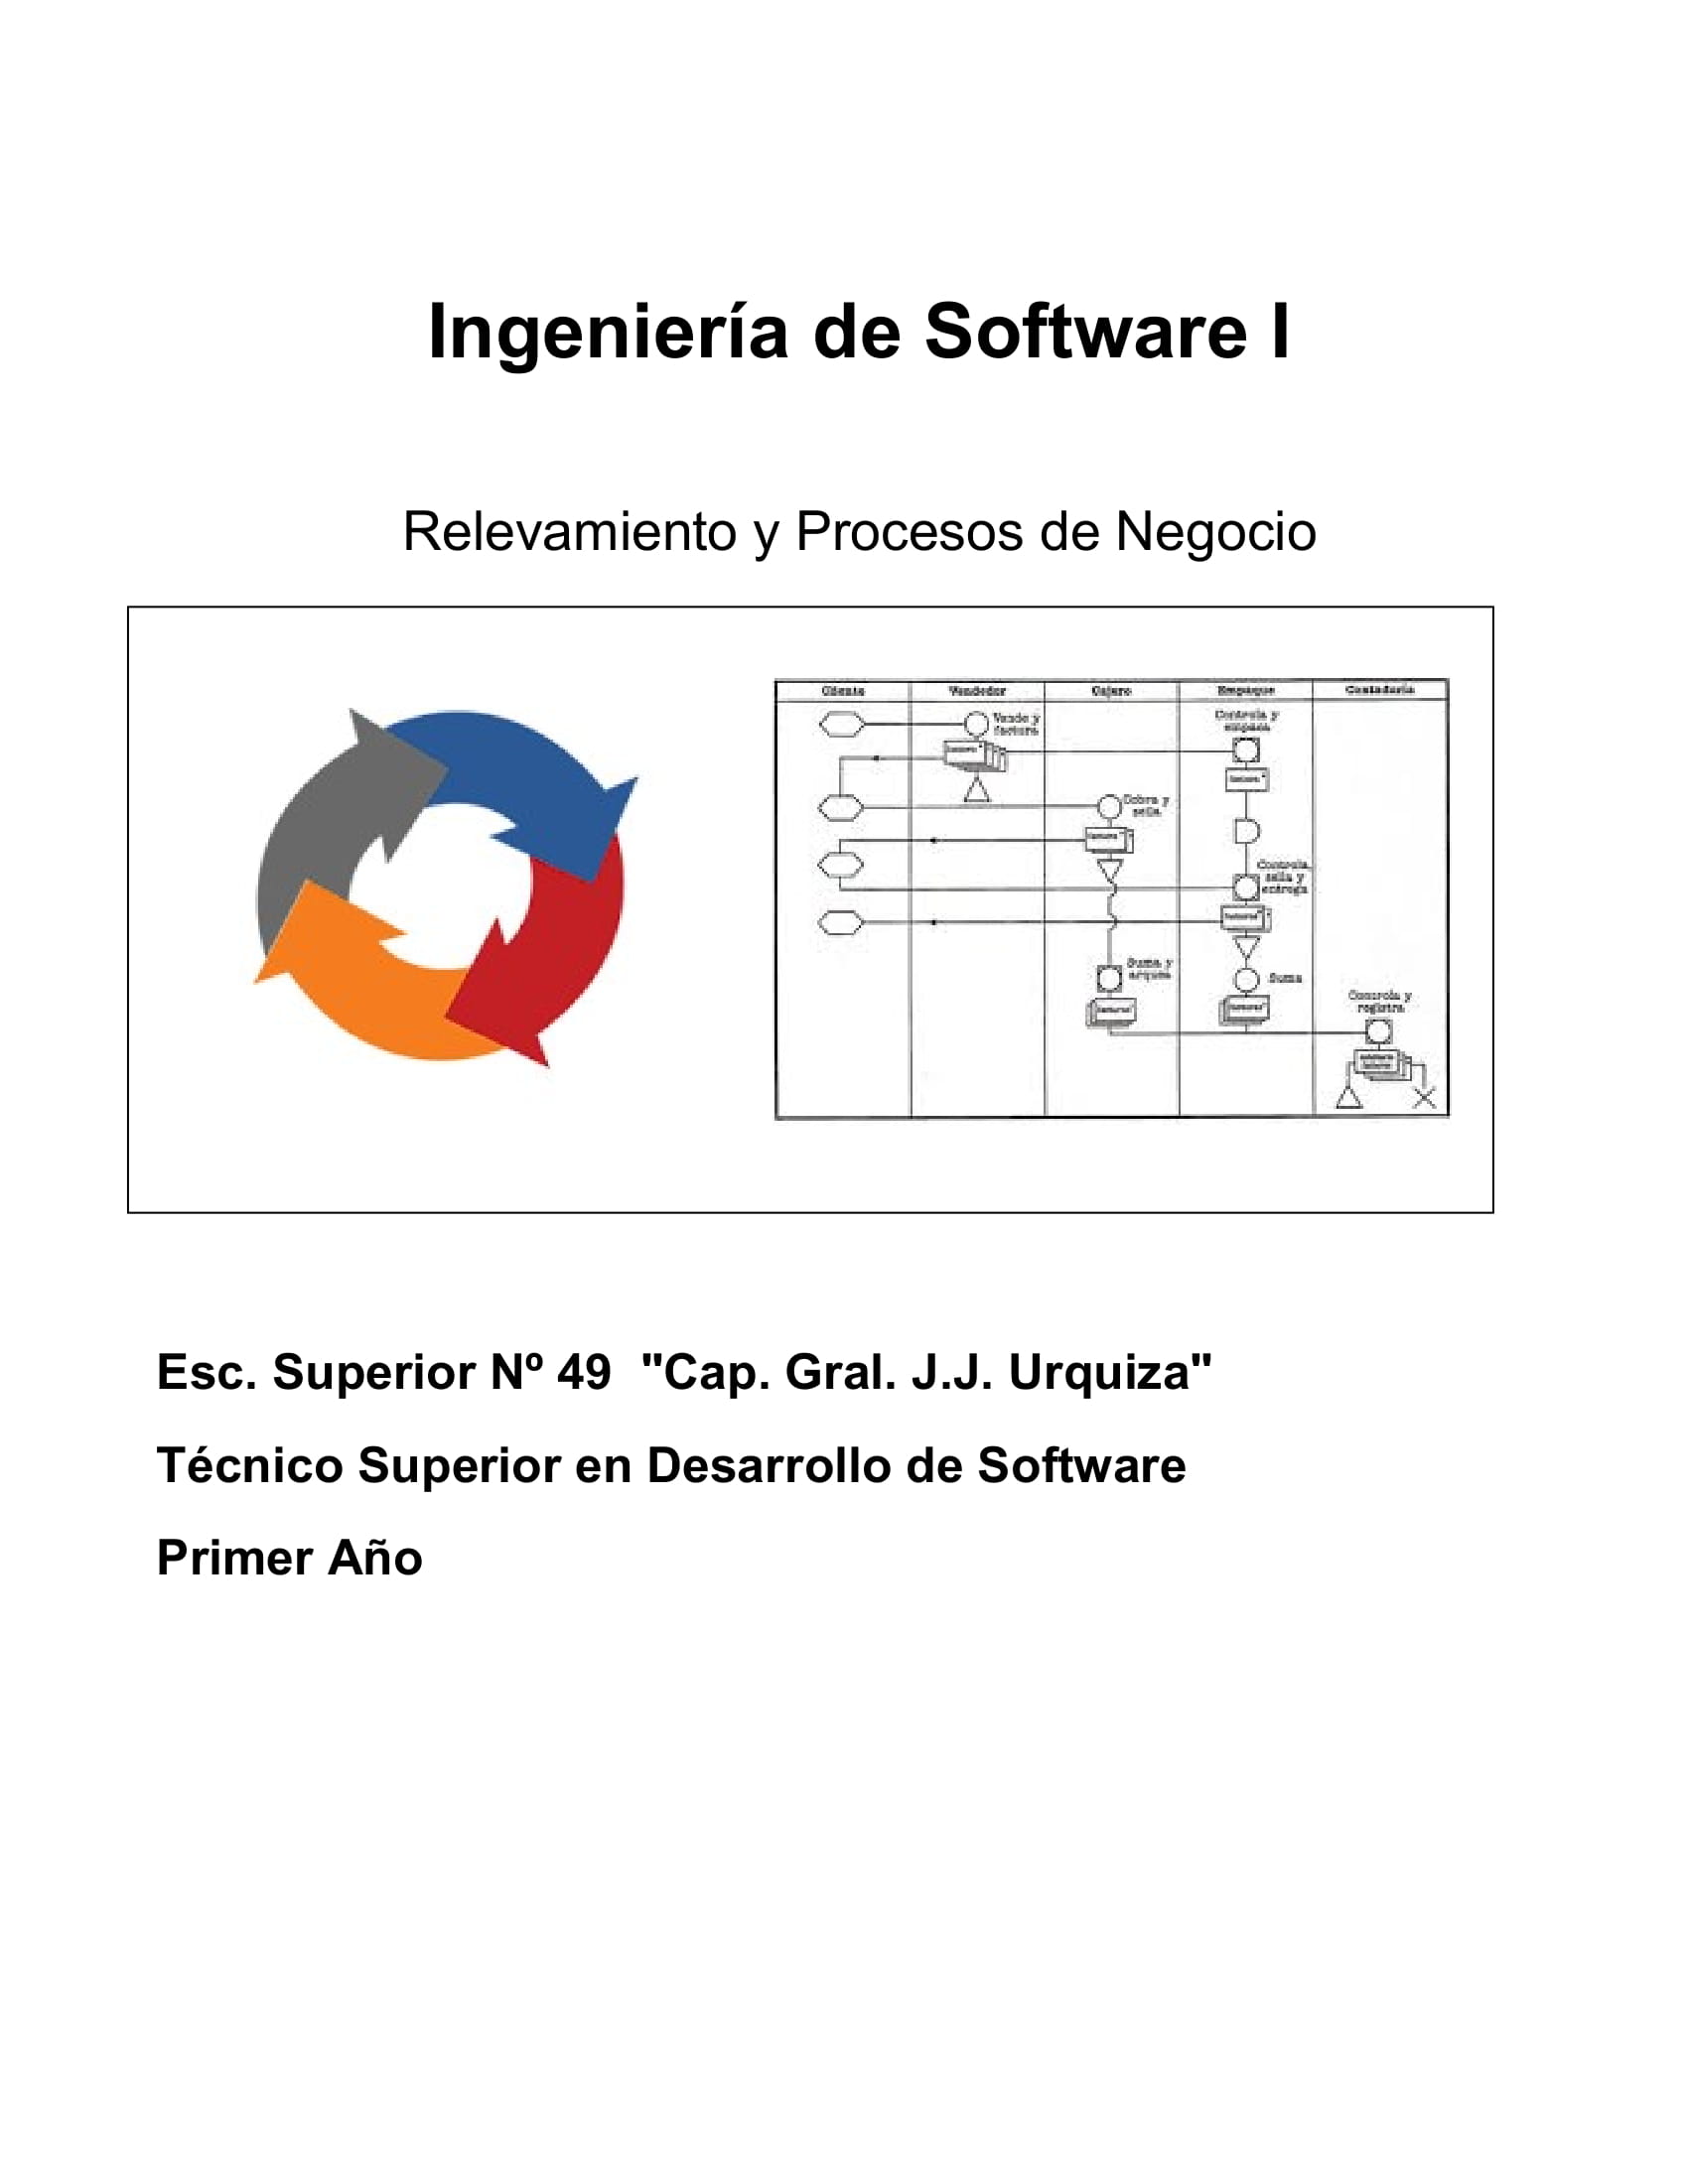 Ingeniería de Software I
Relevamiento y Procesos de Negocio
Cliente
Vendedor
Cajero
Empaque
Contaduría
Vende y
factura
Controla y
empaca
Cobra y
sella
Controla,
sella y
entrega
Suma y
Suma
Controla y
registra
Esc. Superior Nº 49 "Cap. Gral. J.J. Urquiza"
Técnico Superior en Desarrollo de Software
Primer Año